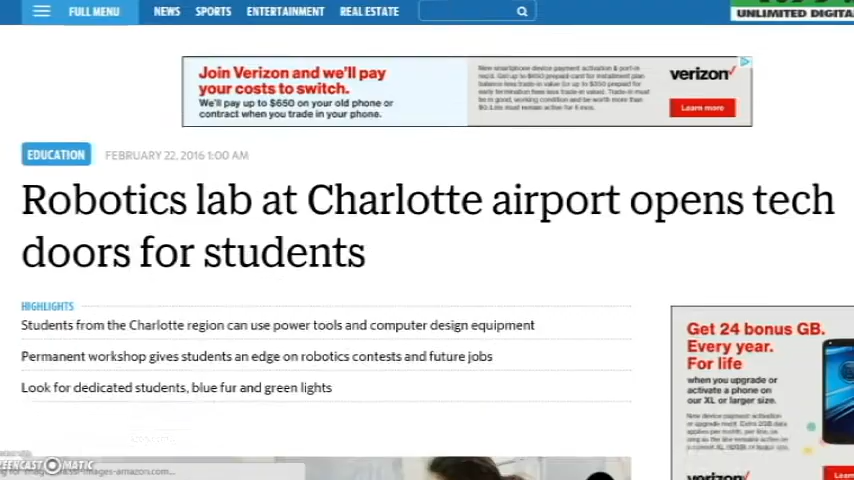 FULL MENU NEWS SPORTS ENTERTAINMENT REAL ESTATE
UNLIMITED DIGITA
Join Verizon and we'll pay
your costs to switch.
We'll pay up to $650 on your old phone or
contract when you trade in your phone.
verizon
Learn more
EDUCATION FEBRUARY 22, 2016 1:00 AM
Robotics lab at Charlotte airport opens tech
doors for students
HIGHLIGHTS
Students from the Charlotte region can use power tools and computer design equipment
Permanent workshop gives students an edge on robotics contests and future jobs
Look for dedicated students, blue fur and green lights
Get 24 bonus GB.
Every year.
For life
when you upgrade or
activate a phone on
our XL or larger size.
verizon
Learn